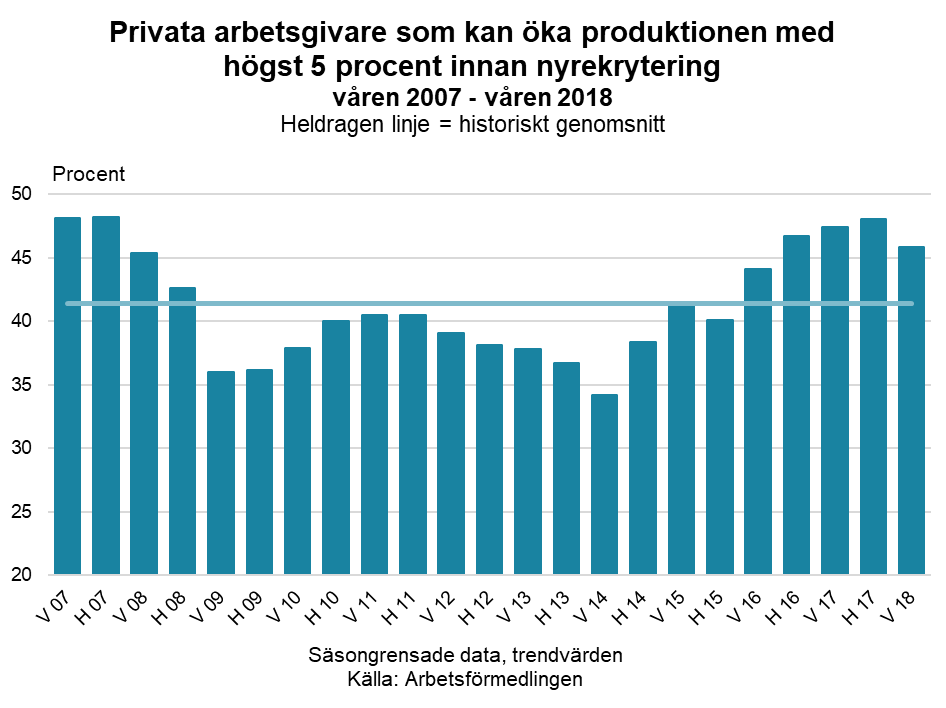 Privata arbetsgivare som kan öka produktionen med
högst 5 procent innan nyrekrytering
våren 2007 - våren 2018
Heldragen linje = historiskt genomsnitt
Procent
50
45
40
35
30
25
20
V 07
H 07
V 08
H 08
V 09
H 09
V 10
H 10
V 11
H 11
V 12
H 12
V 13
H 13
V 14
H 14
V 15
H 15
V 16
H 16
V 17
H 17
V 18
Säsongrensade data, trendvärden
Källa: Arbetsförmedlingen